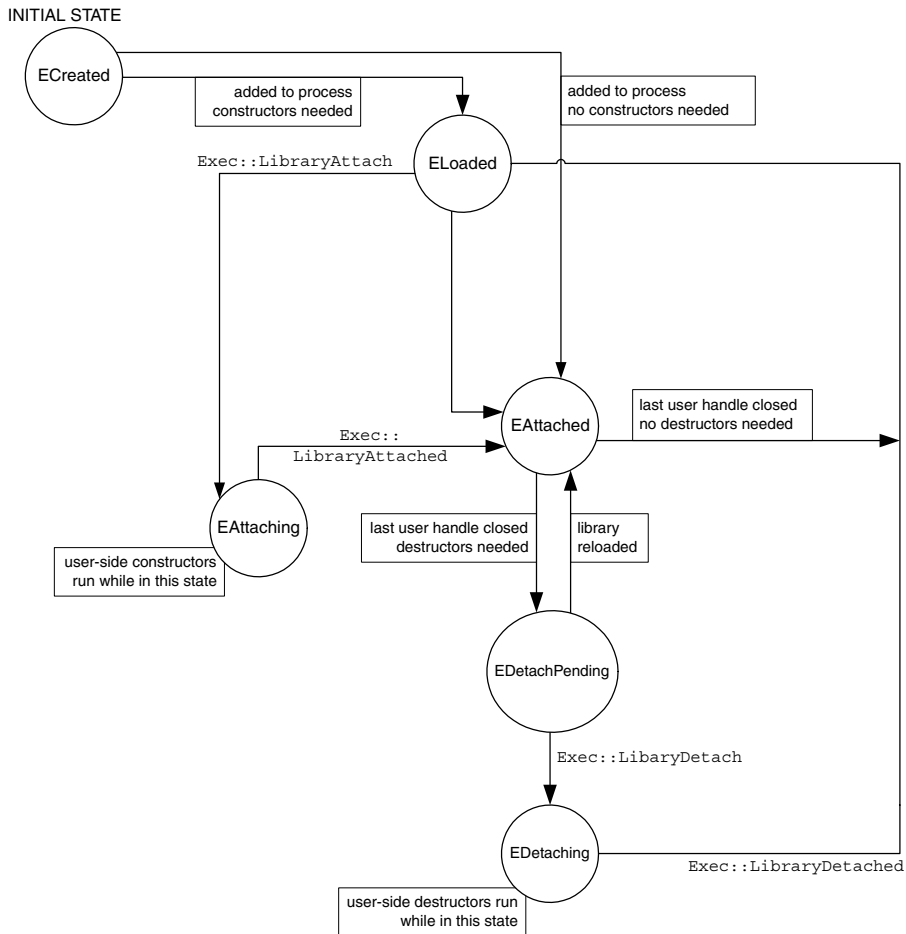 INITIAL STATE
ECreated
added to process
constructors needed
added to process
no constructors needed
Exec::LibraryAttach
ELoaded
last user handle closed
no destructors needed
EAttached
Exec::
LibraryAttached
EAttaching
last user handle closed
destructors needed
library
reloaded
user-side constructors
run while in this state
EDetachPending
Exec::LibaryDetach
EDetaching
Exec::LibraryDetached
user-side destructors run
while in this state